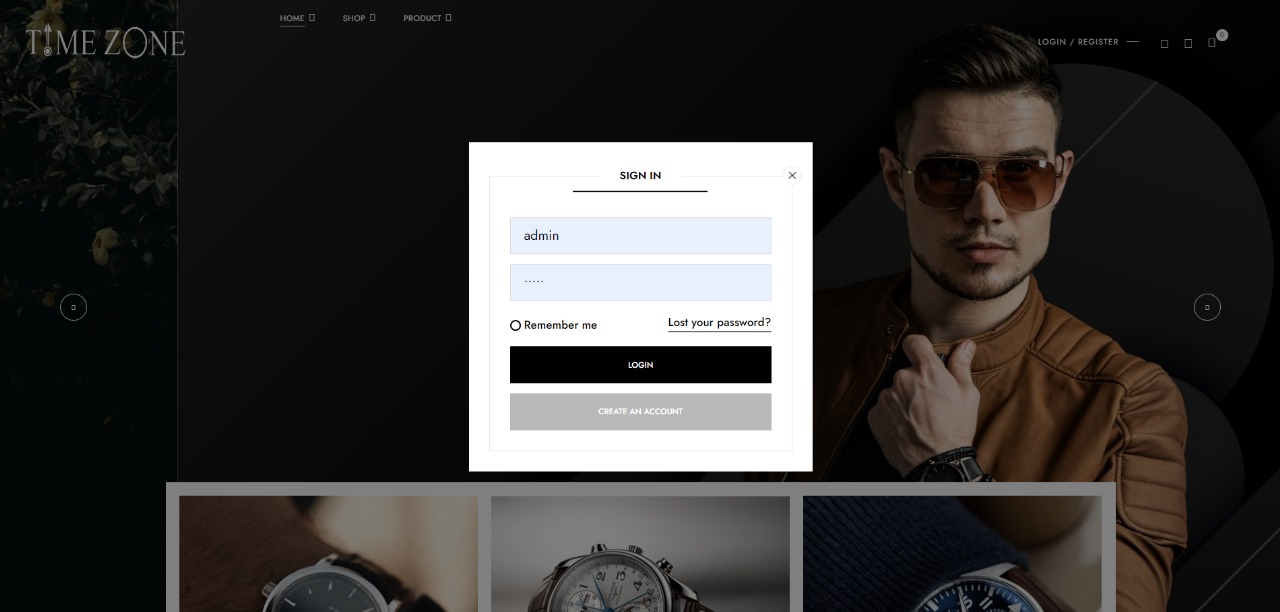 TIME ZONE
HOME
SHOP
PRODUCT
LOGIN / REGISTER
0
SIGN IN
admin
.....
Remember me
Lost your password?
LOGIN
CREATE AN ACCOUNT